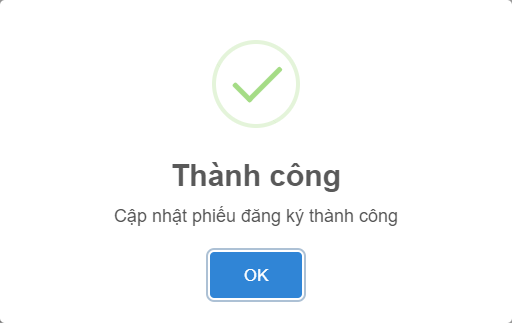 Thành công
Cập nhật phiếu đăng ký thành công
OK